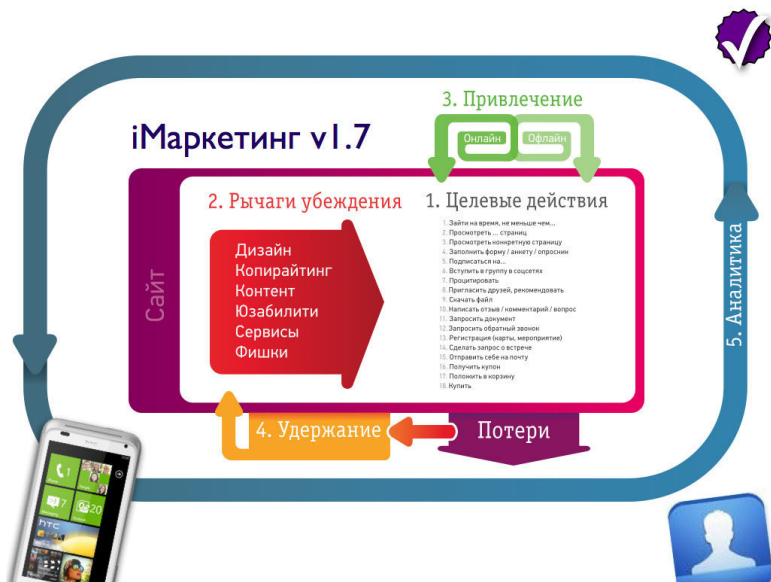 3. Привлечение
Онлайн
Офлайн
iМаркетинг v1.7
Сайт
2. Рычаги убеждения
Дизайн
Копирайтинг
Контент
Юзабилити
Сервисы
Фишки
1. Целевые действия
1. Зайти на время, не меньше чем...
2. Просмотреть ... страниц
3. Просмотреть конкретную страницу
4. Заполнить форму / анкету / опросник
5. Подписаться на...
6. Вступить в группу в соцсетях
7. Процитировать
8. Пригласить друзей, рекомендовать
9. Скачать файл
10. Написать отзыв / комментарий / вопрос
11. Запросить документ
12. Запросить обратный звонок
13. Регистрация (карты, мероприятие)
14. Сделать запрос о встрече
15. Отправить себе на почту
16. Получить купон
17. Положить в корзину
18. Купить
5. Аналитика
4. Удержание
Потери
1
7
20
hTC